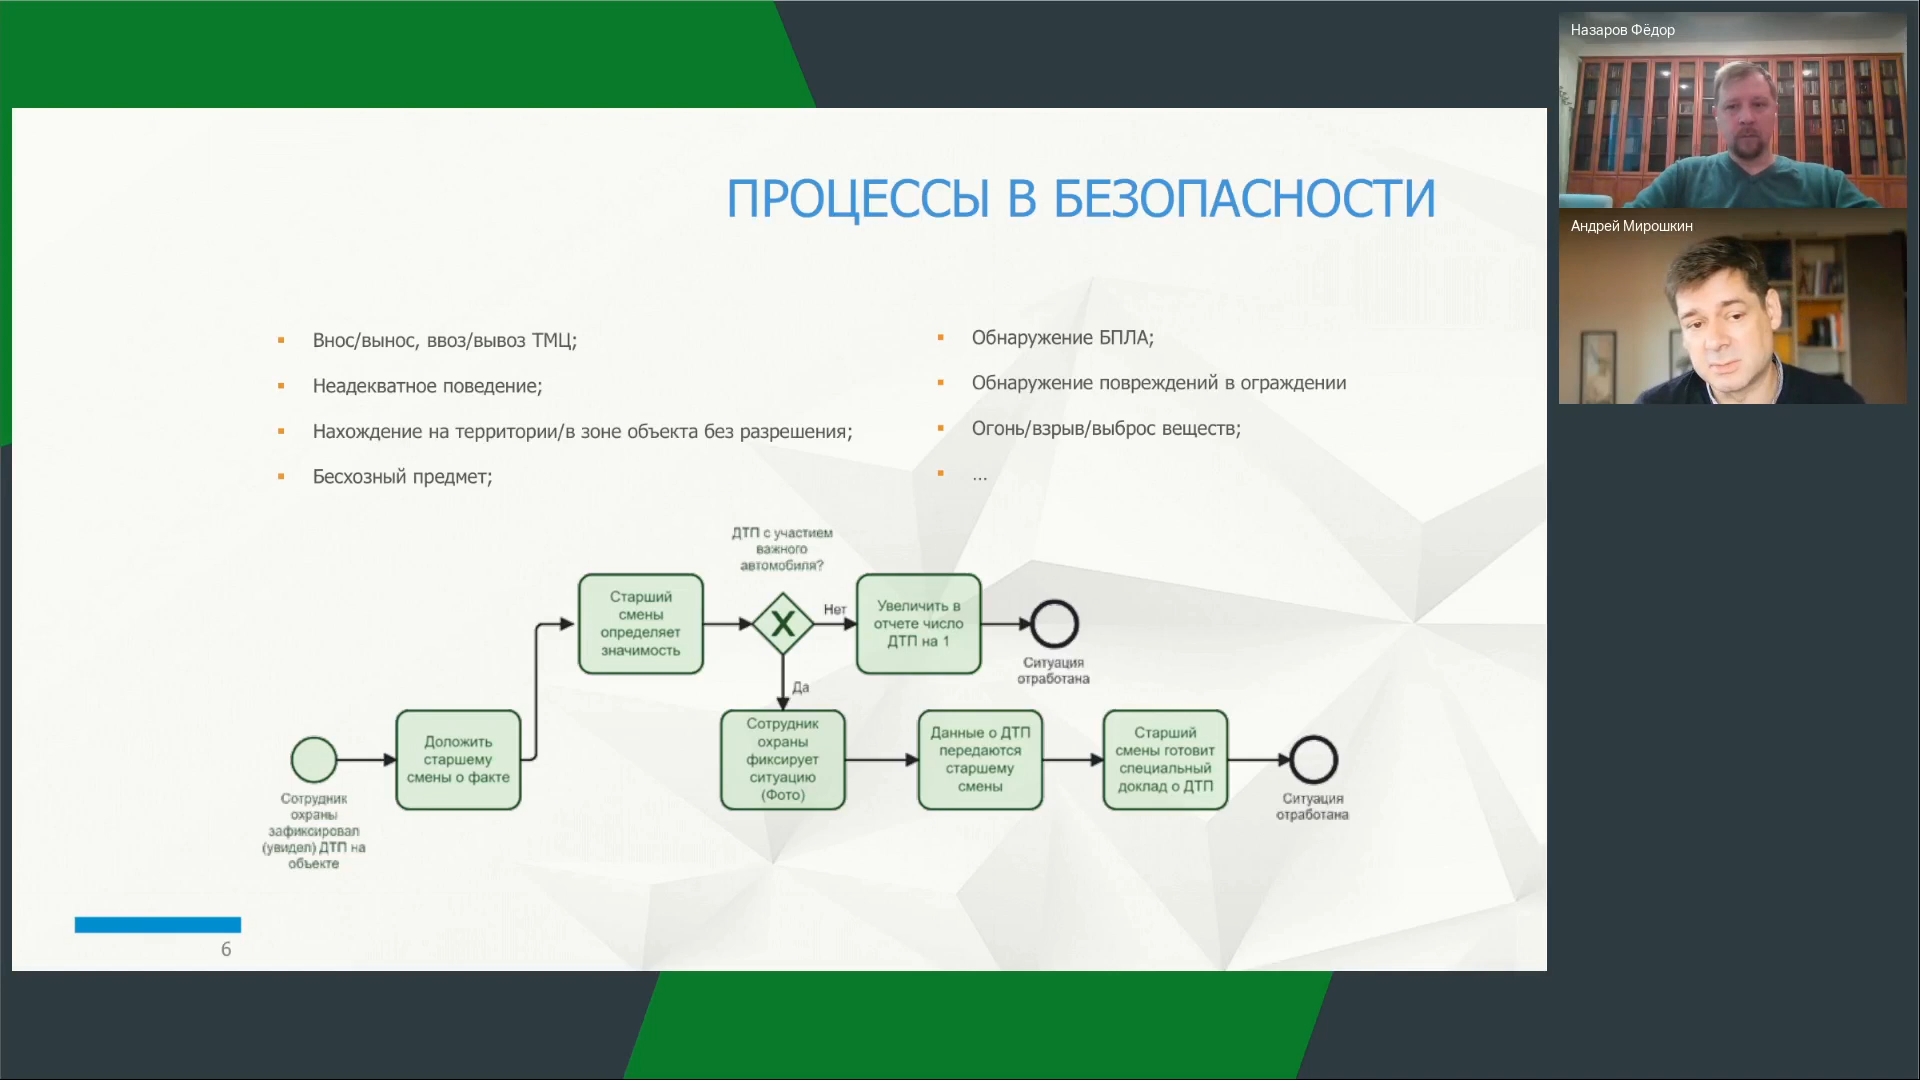 Назаров Фёдор
Андрей Мирошкин
ПРОЦЕССЫ В БЕЗОПАСНОСТИ
Внос/вынос, ввоз/вывоз ТМЦ;
Неадекватное поведение;
Нахождение на территории/в зоне объекта без разрешения;
Бесхозный предмет;
Обнаружение БПЛА;
Обнаружение повреждений в ограждении
Огонь/взрыв/выброс веществ;
...
Сотрудник
охраны
зафиксировал
(увидел) ДТП на
объекте
Доложить
старшему
смены о факте
Старший
смены
определяет
значимость
ДТП с участием
важного
автомобиля?
X
Нет
Увеличить в
отчете число
ДТП на 1
Ситуация
отработана
Да
Сотрудник
охраны
фиксирует
ситуацию
(Фото)
Данные о ДТП
передаются
старшему
смены
Старший
смены готовит
специальный
доклад о ДТП
Ситуация
отработана
6